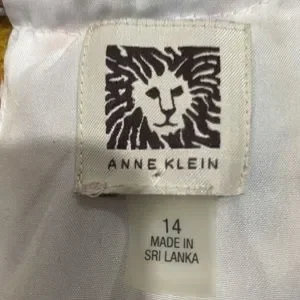 ANNE KLEIN
14
MADE IN
SRI LANKA